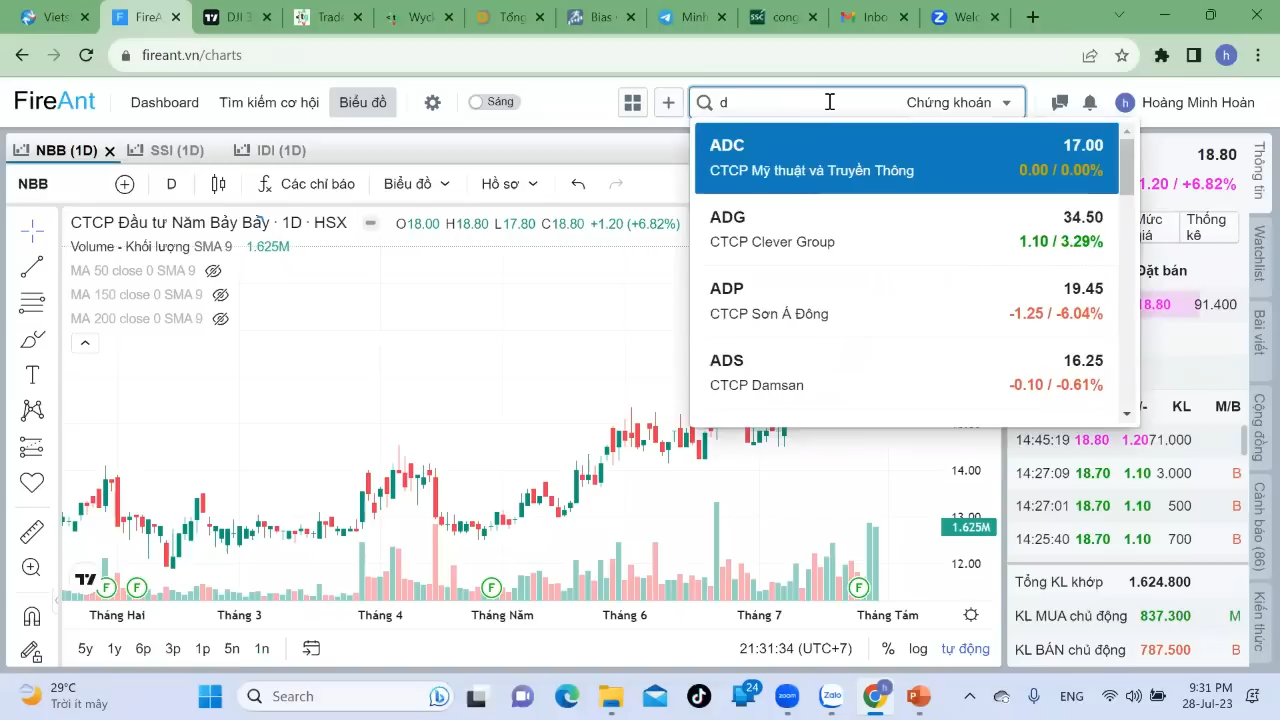 Vietst
FireA
DJI 3
Trade
Wycl
Tổng
Bias
Minh
cong
Inbo
Welc
fireant.vn/charts
FireAnt
Dashboard
Tìm kiếm cơ hội
Biểu đồ
Sáng
d
Chứng khoán
Hoàng Minh Hoàn
NBB (1D)
SSI (1D)
IDI (1D)
NBB
D
Các chỉ báo
Biểu đồ
Hồ sơ
CTCP Đầu tư Năm Bảy Bảy · 1D · HSX
O18.00 H18.80 L17.80 C18.80 +1.20 (+6.82%)
Volume - Khối lượng SMA 9 1.625M
MA 50 close 0 SMA 9
MA 150 close 0 SMA 9
MA 200 close 0 SMA 9
ADC 17.00
CTCP Mỹ thuật và Truyền Thông 0.00 / 0.00%
ADG 34.50
CTCP Clever Group 1.10 / 3.29%
ADP 19.45
CTCP Sơn Á Đông -1.25 / -6.04%
ADS 16.25
CTCP Damsan -0.10 / -0.61%
14.00
13.00
1.625M
12.00
F
F
F
F
Tháng Hai
Tháng 3
Tháng 4
Tháng Năm
Tháng 6
Tháng 7
Tháng Tám
5y 1y 6p 3p 1p 5n 1n
21:31:34 (UTC+7)
% log tự động
18.80
1.20 / +6.82%
Thống
kê
Đặt bán
18.80 91.400
KL M/B
14:45:19 18.80 1.20 71.000
14:27:09 18.70 1.10 3.000 B
14:27:01 18.70 1.10 500 B
14:25:40 18.70 1.10 700 B
Tổng KL khớp 1.624.800
KL MUA chủ động 837.300 M
KL BÁN chủ động 787.500 B
Thông tin
Watchlist
Bài viết
Cộng đồng
Cảnh báo (86)
Kiến thức
29°C
Trời ít mây
Search
24
zoom
Zalo
ENG
9:31 PM
28-Jul-23